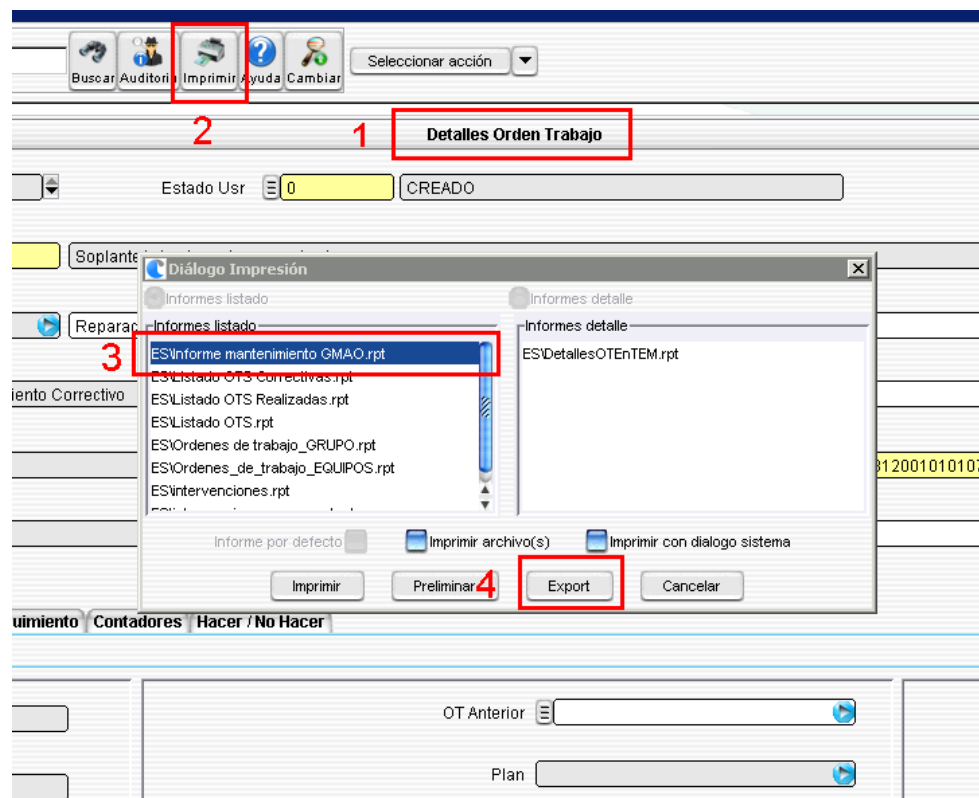 Buscar Auditoria Imprimir Ayuda Cambiar
Seleccionar acción
2
1
Detalles Orden Trabajo
Estado Usr 0 CREADO
Soplante
Diálogo Impresión
Informes listado
Informes detalle
Reparac
Informes listado
Informes detalle
3
ES\Informe mantenimiento GMAO.rpt
ES\DetallesOTEnTEM.rpt
ES\Listado OTS Correctivas.rpt
iento Correctivo
ES\Listado OTS Realizadas.rpt
ES\Listado OTS.rpt
ES\Ordenes de trabajo_GRUPO.rpt
ES\Ordenes_de_trabajo_EQUIPOS.rpt
312001010107
ES\intervenciones.rpt
Informe por defecto
Imprimir archivo(s)
Imprimir con dialogo sistema
Imprimir
Preliminar
4
Export
Cancelar
uimiento Contadores Hacer / No Hacer
OT Anterior
Plan